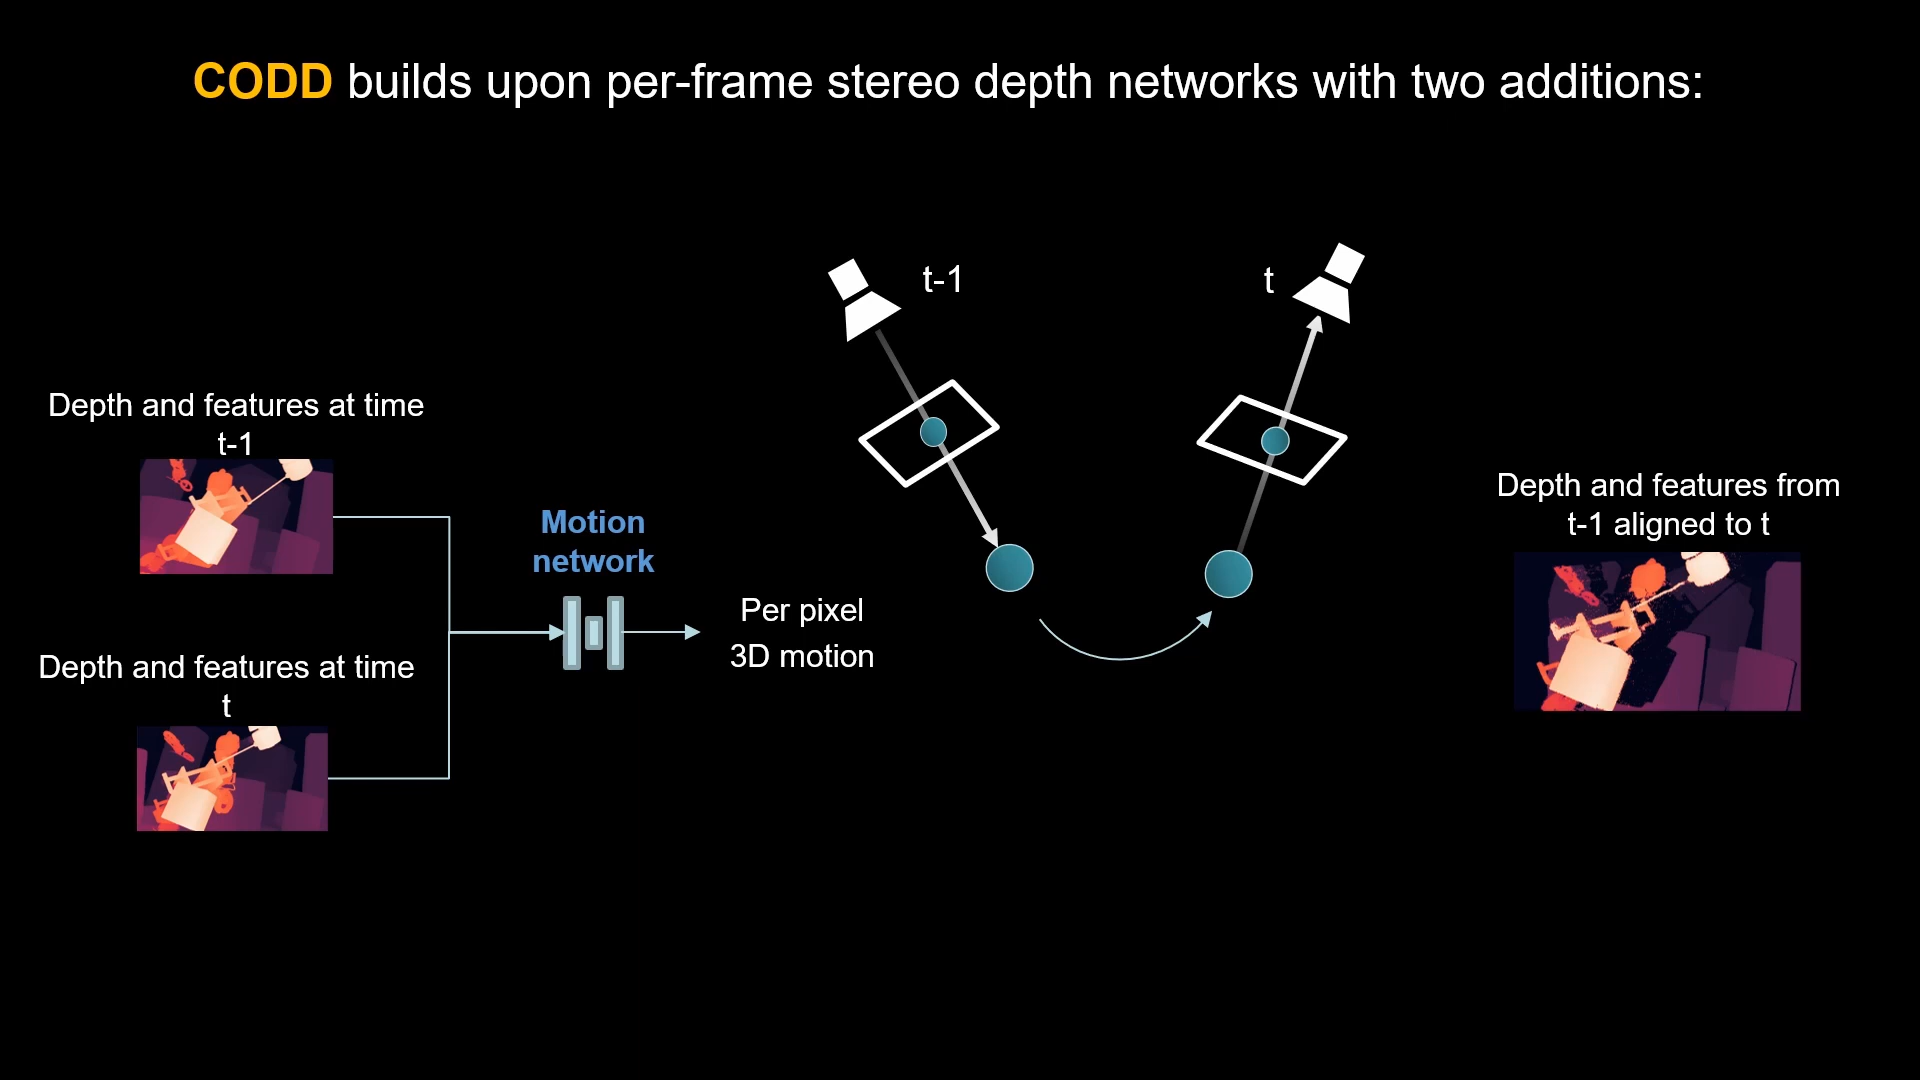 CODD builds upon per-frame stereo depth networks with two additions:
t-1
t
Depth and features at time
t-1
Motion
network
Per pixel
3D motion
Depth and features at time
t
Depth and features from
t-1 aligned to t